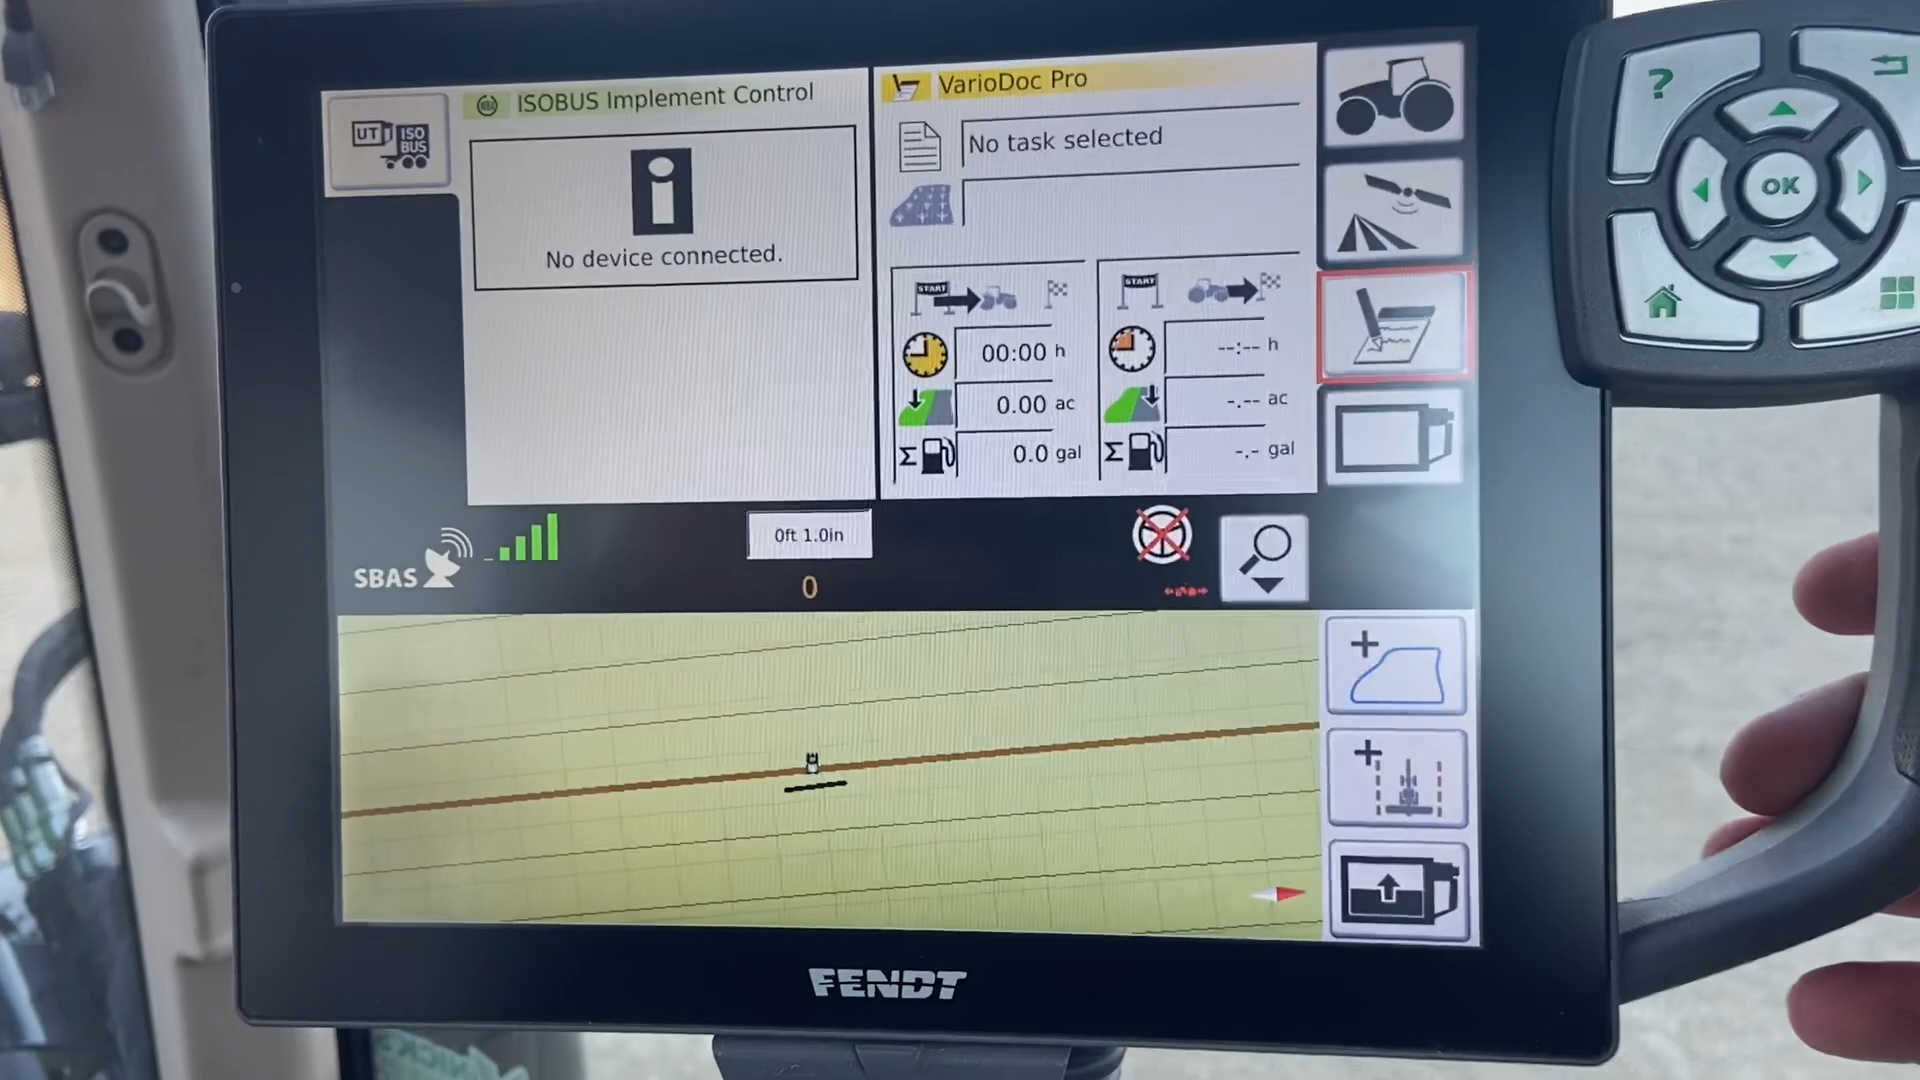 UT
ISO
BUS
ISOBUS Implement Control
No device connected.
VarioDoc Pro
No task selected
START
START
00:00 h
--:-- h
0.00 ac
-.-- ac
Σ
0.0 gal
Σ
-.- gal
?
OK
SBAS
0ft 1.0in
0
FENDT